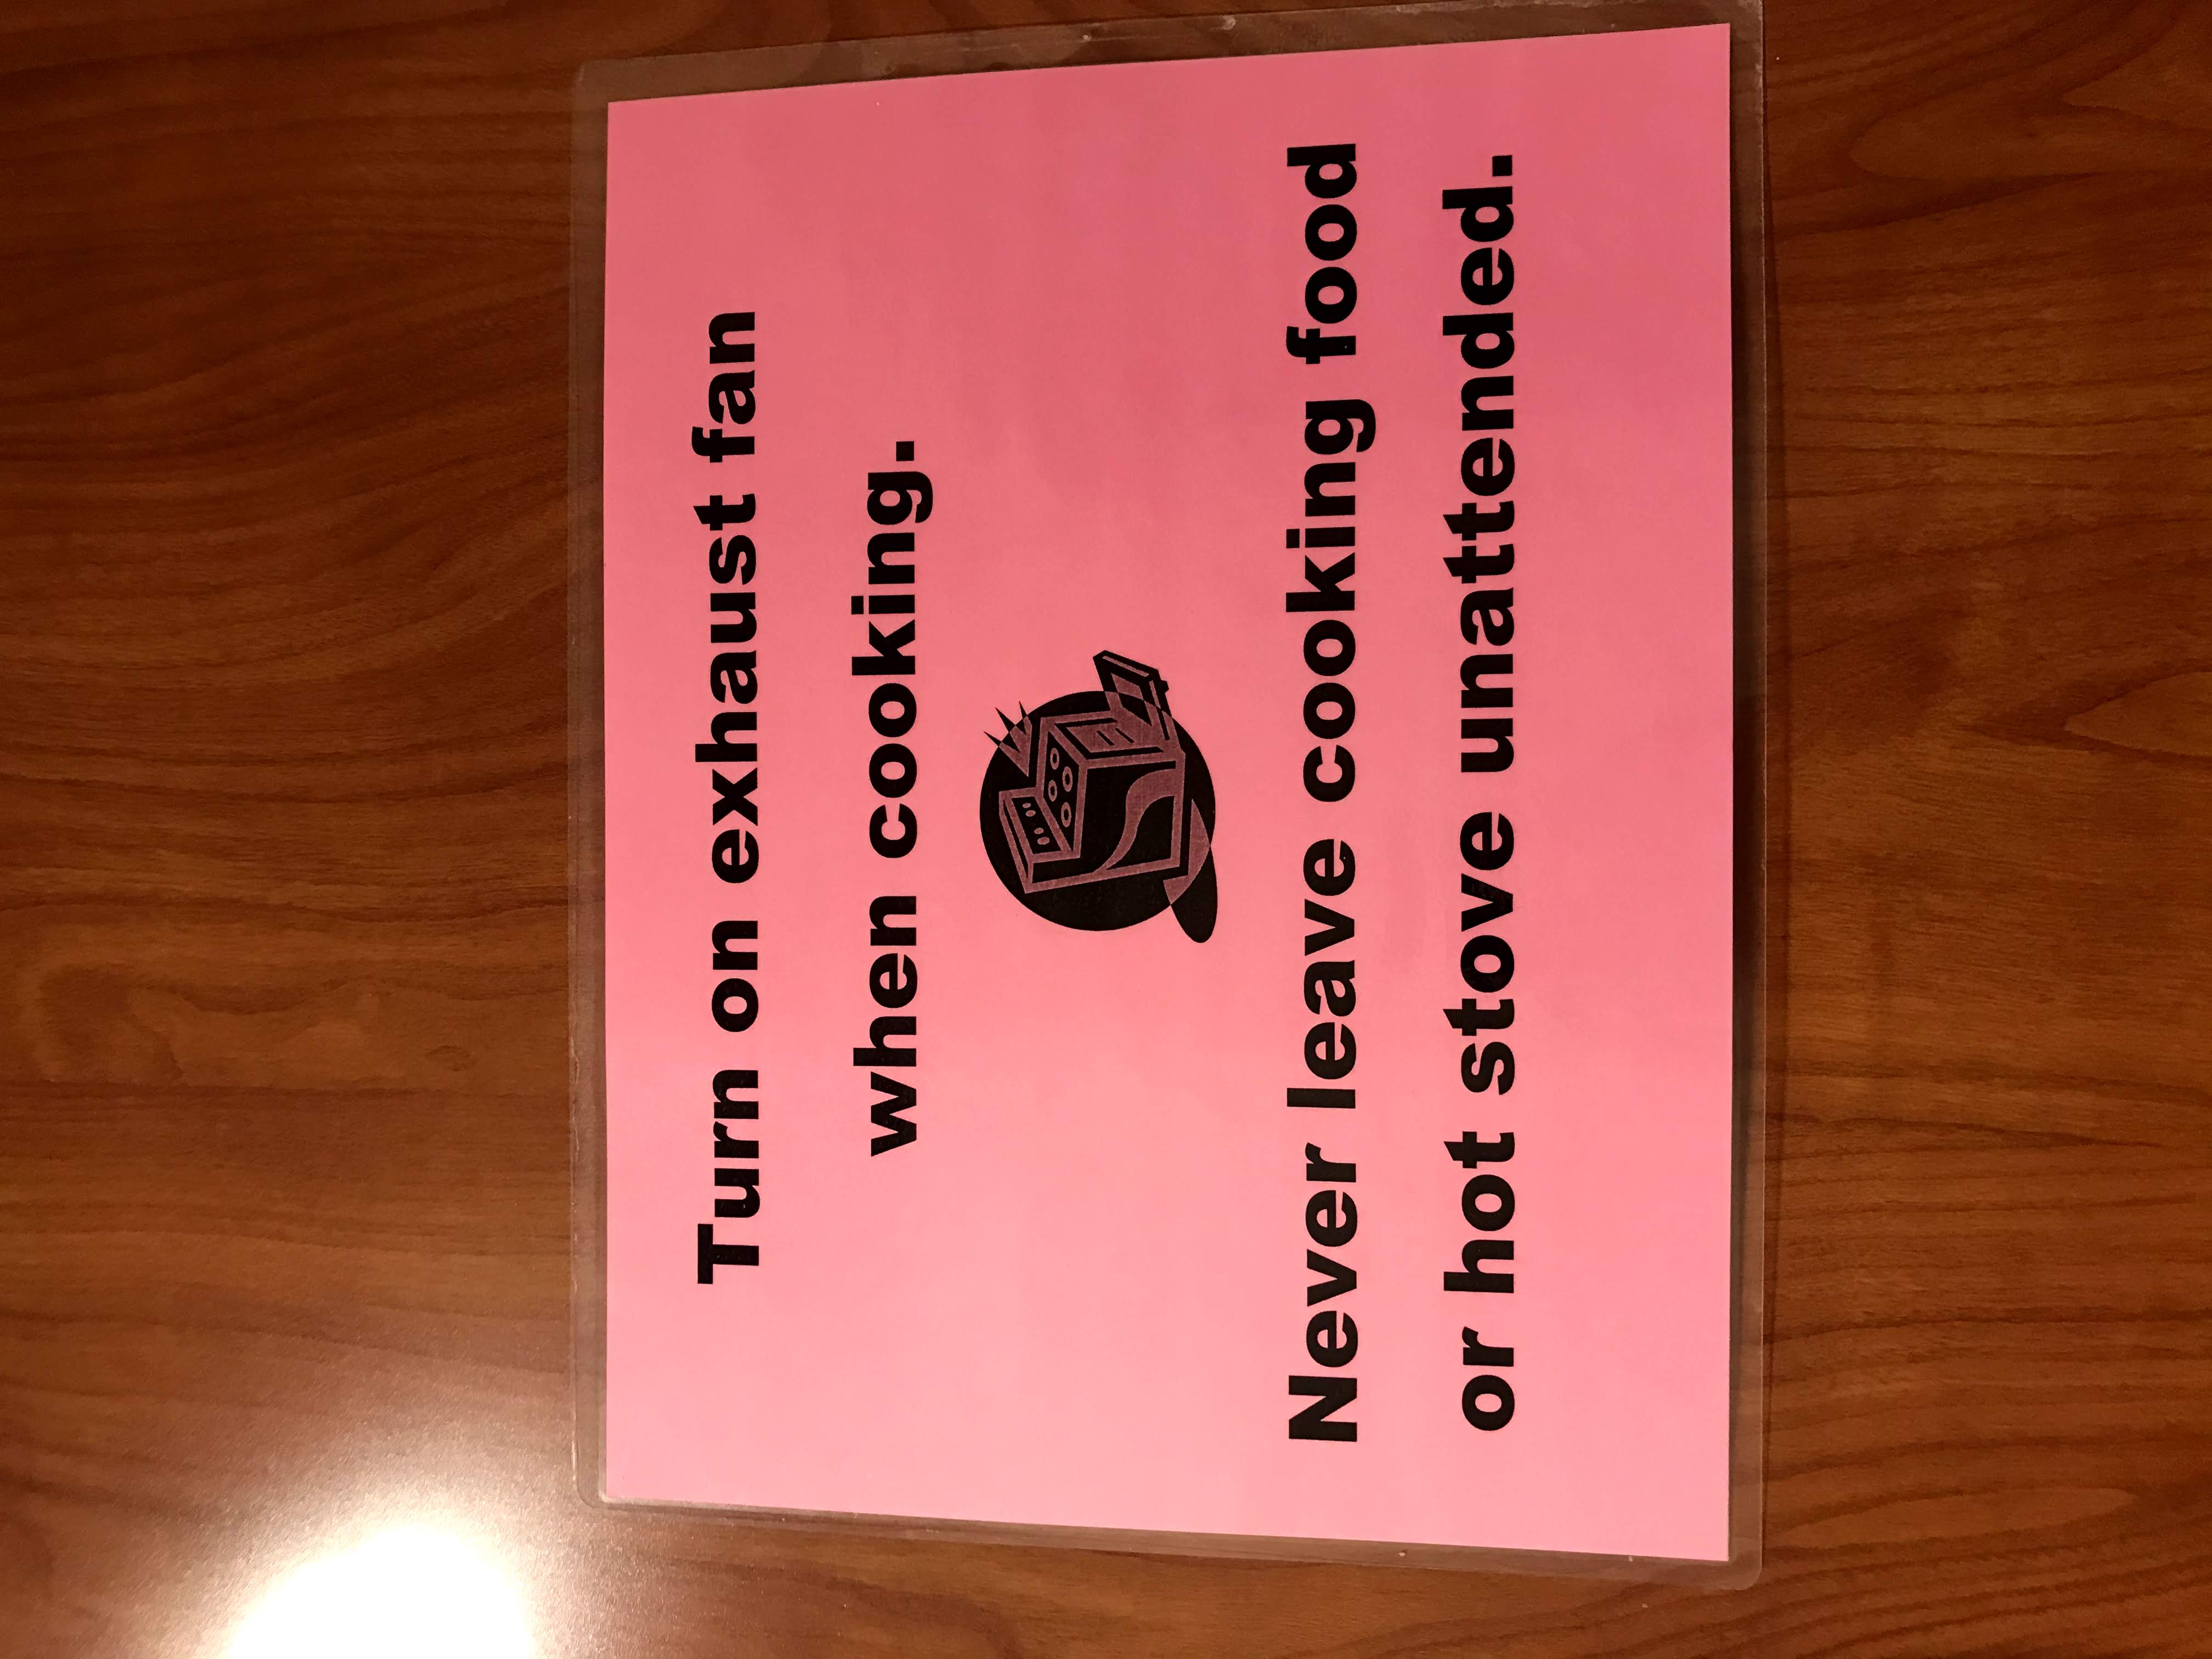 Turn on exhaust fan
when cooking.
Never leave cooking food
or hot stove unattended.